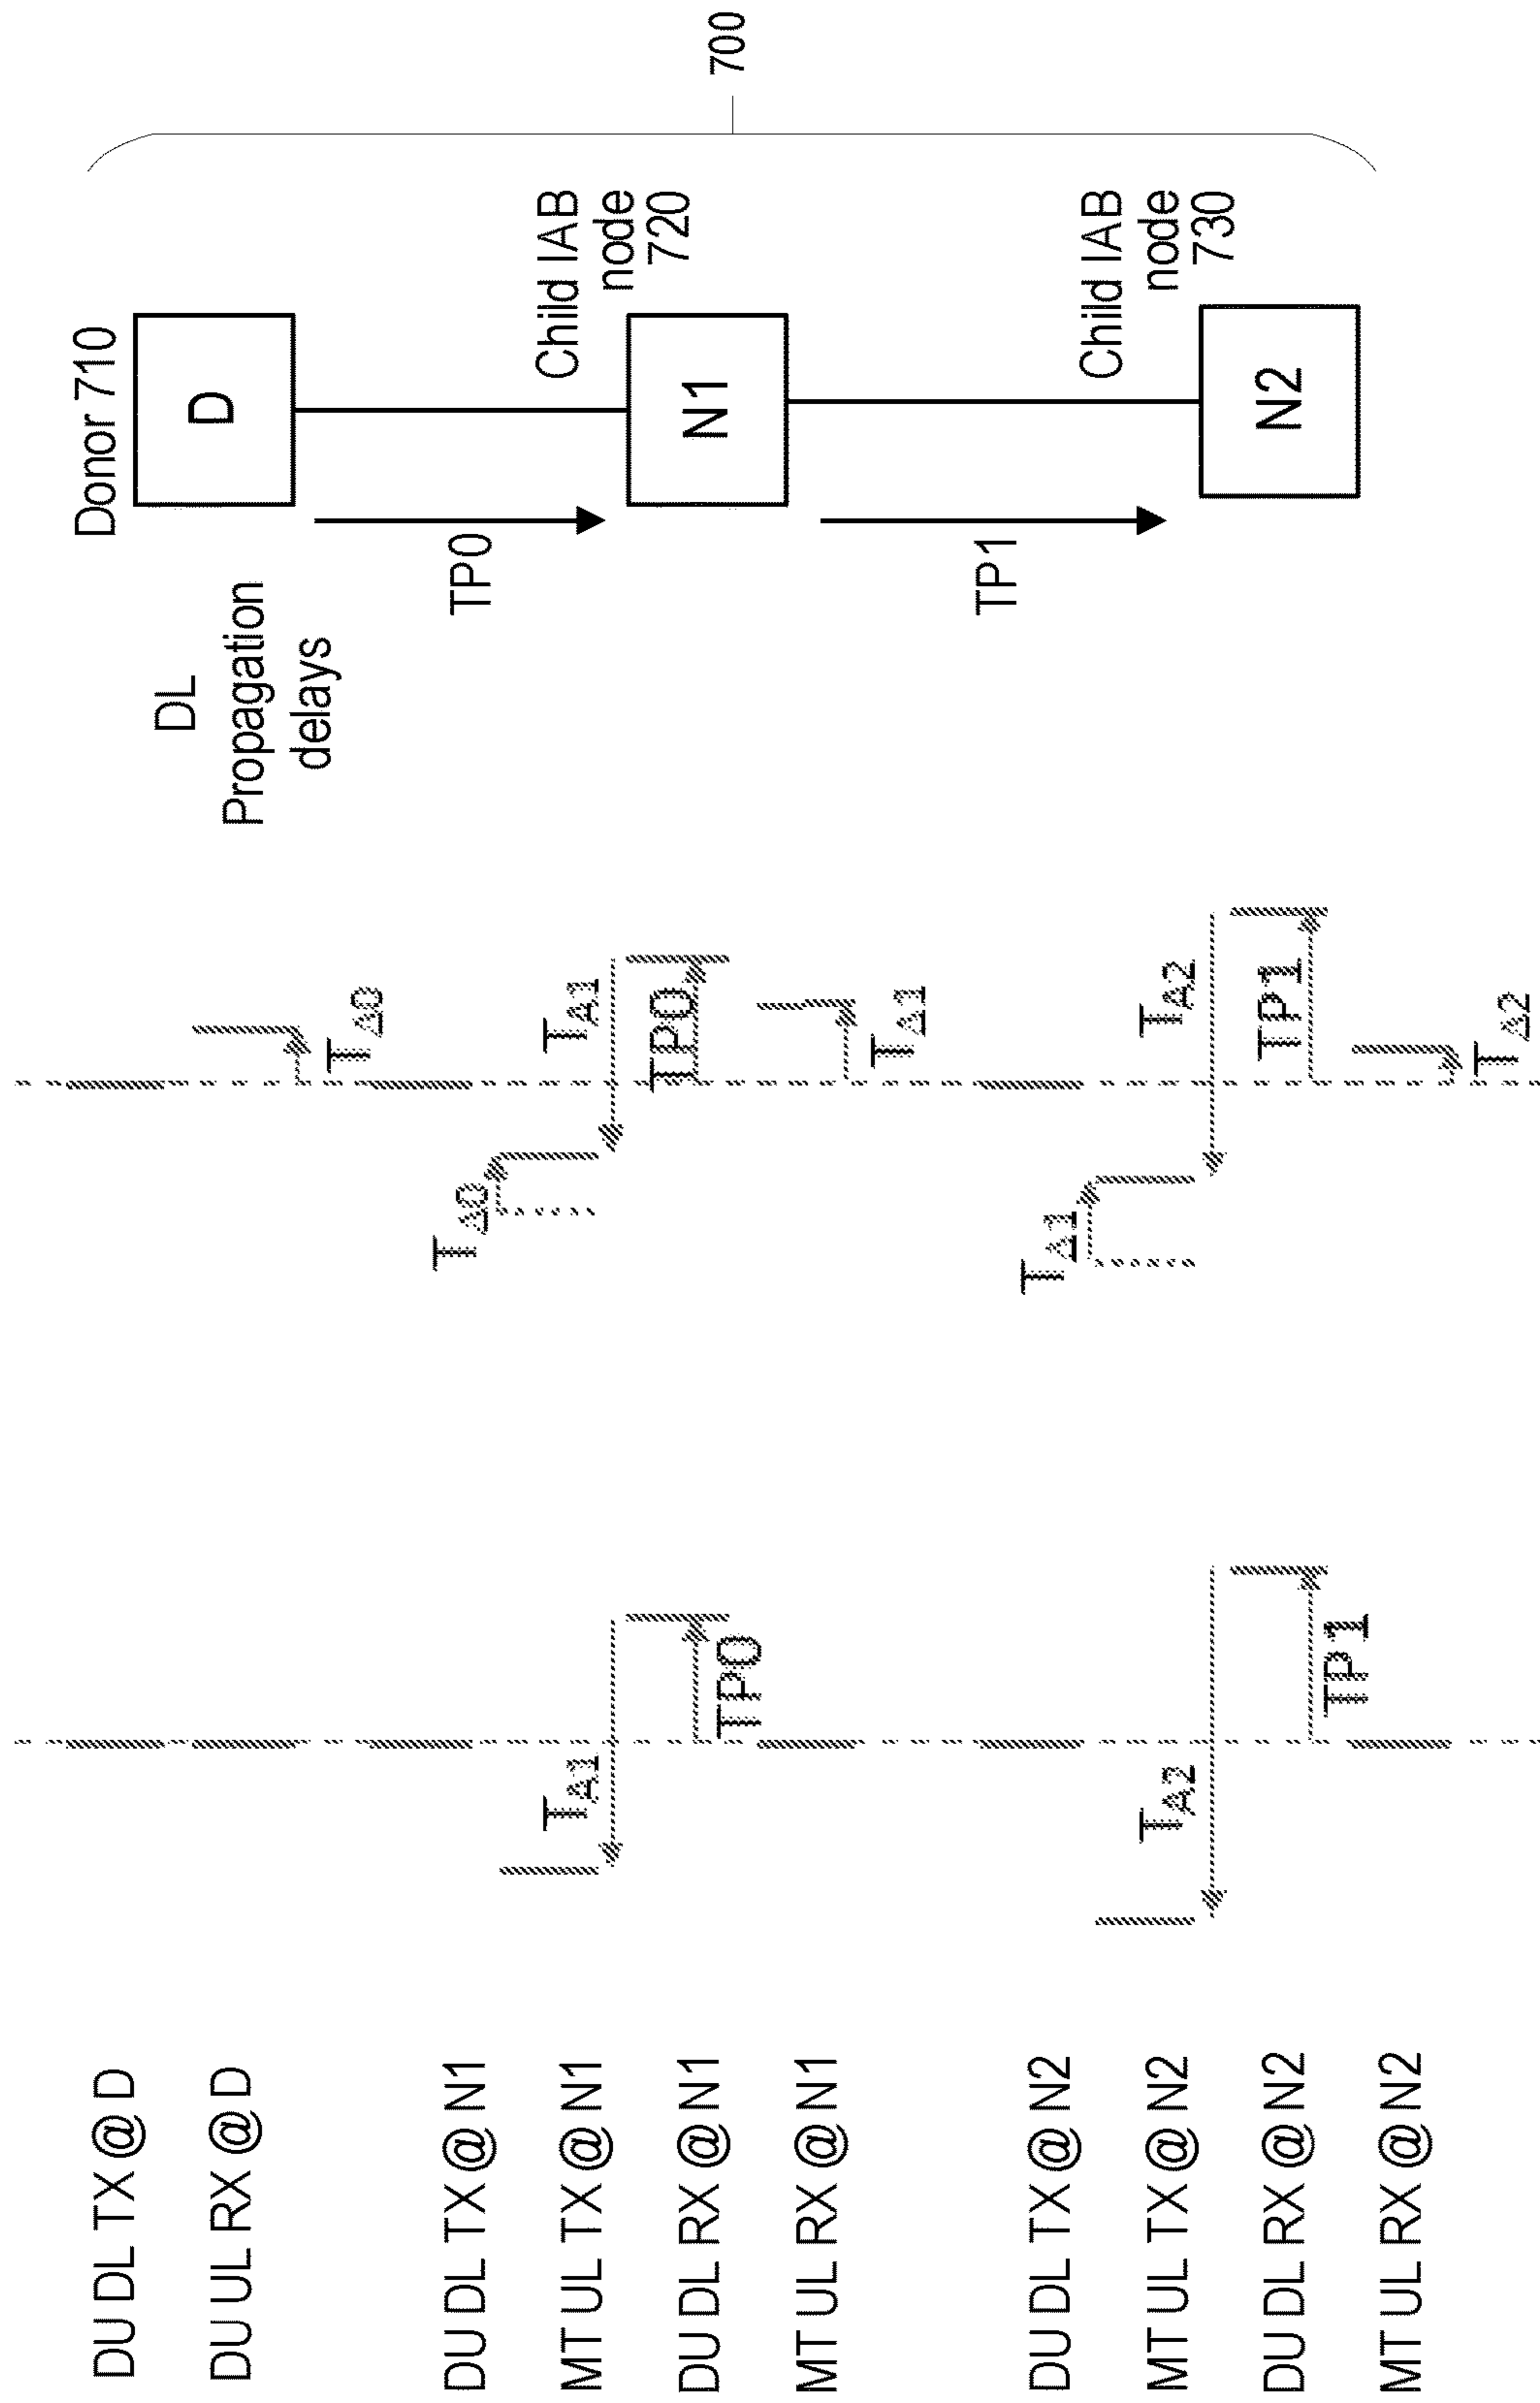 DU DL TX @ D
DU UL RX @ D
DU DL TX @ N1
MT UL TX @ N1
DU DL RX @ N1
MT UL RX @ N1
DU DL TX @ N2
MT UL TX @ N2
DU DL RX @ N2
MT UL RX @ N2
TA1
TP0
TA2
TP1
TΔ0
TΔ0
TA1
TP0
TΔ1
TΔ1
TA2
TP1
TΔ2
DL
Propagation
delays
TP0
TP1
Donor 710
D
Child IAB
node
720
N1
Child IAB
node
730
N2
700